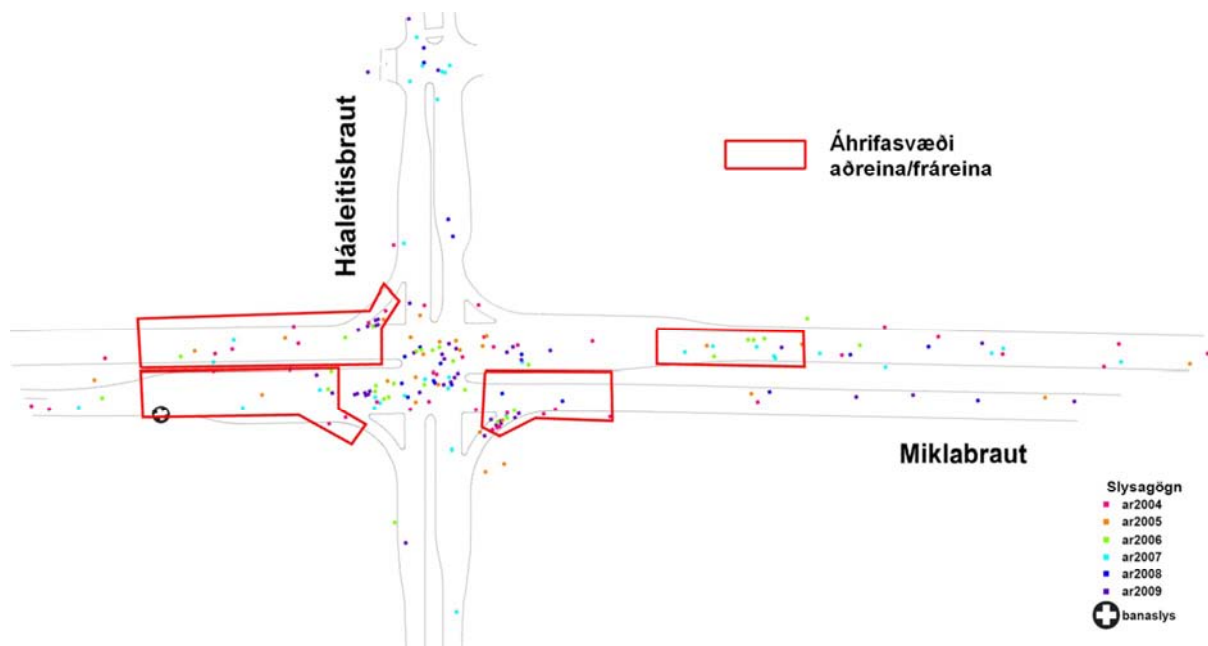 Háaleitisbraut
Áhrifasvæði
aðreina/fráreina
Miklabraut
Slysagögn
ar2004
ar2005
ar2006
ar2007
ar2008
ar2009
banaslys